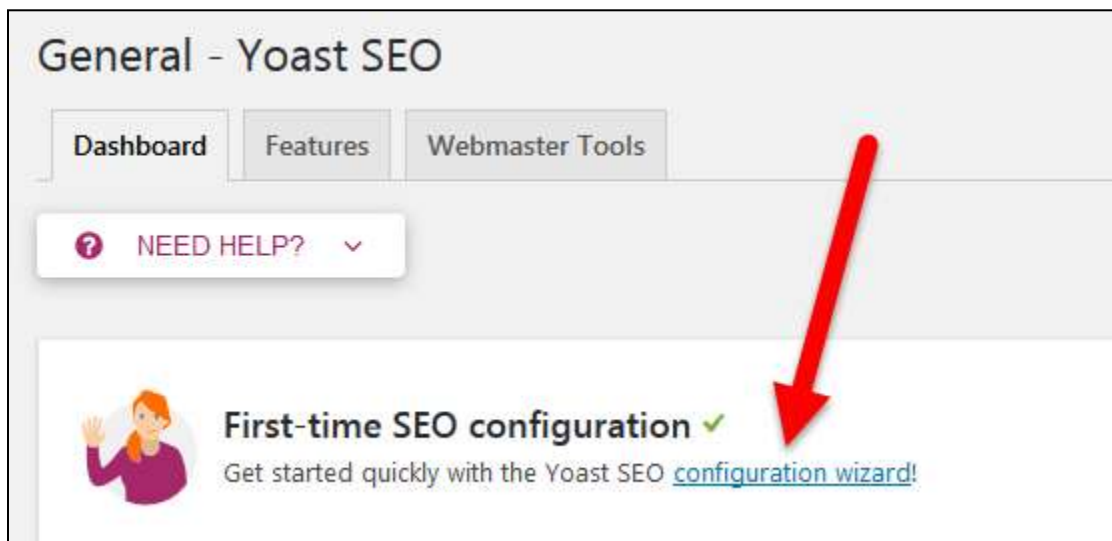 General - Yoast SEO
Dashboard Features Webmaster Tools
NEED HELP?
First-time SEO configuration
Get started quickly with the Yoast SEO configuration wizard!